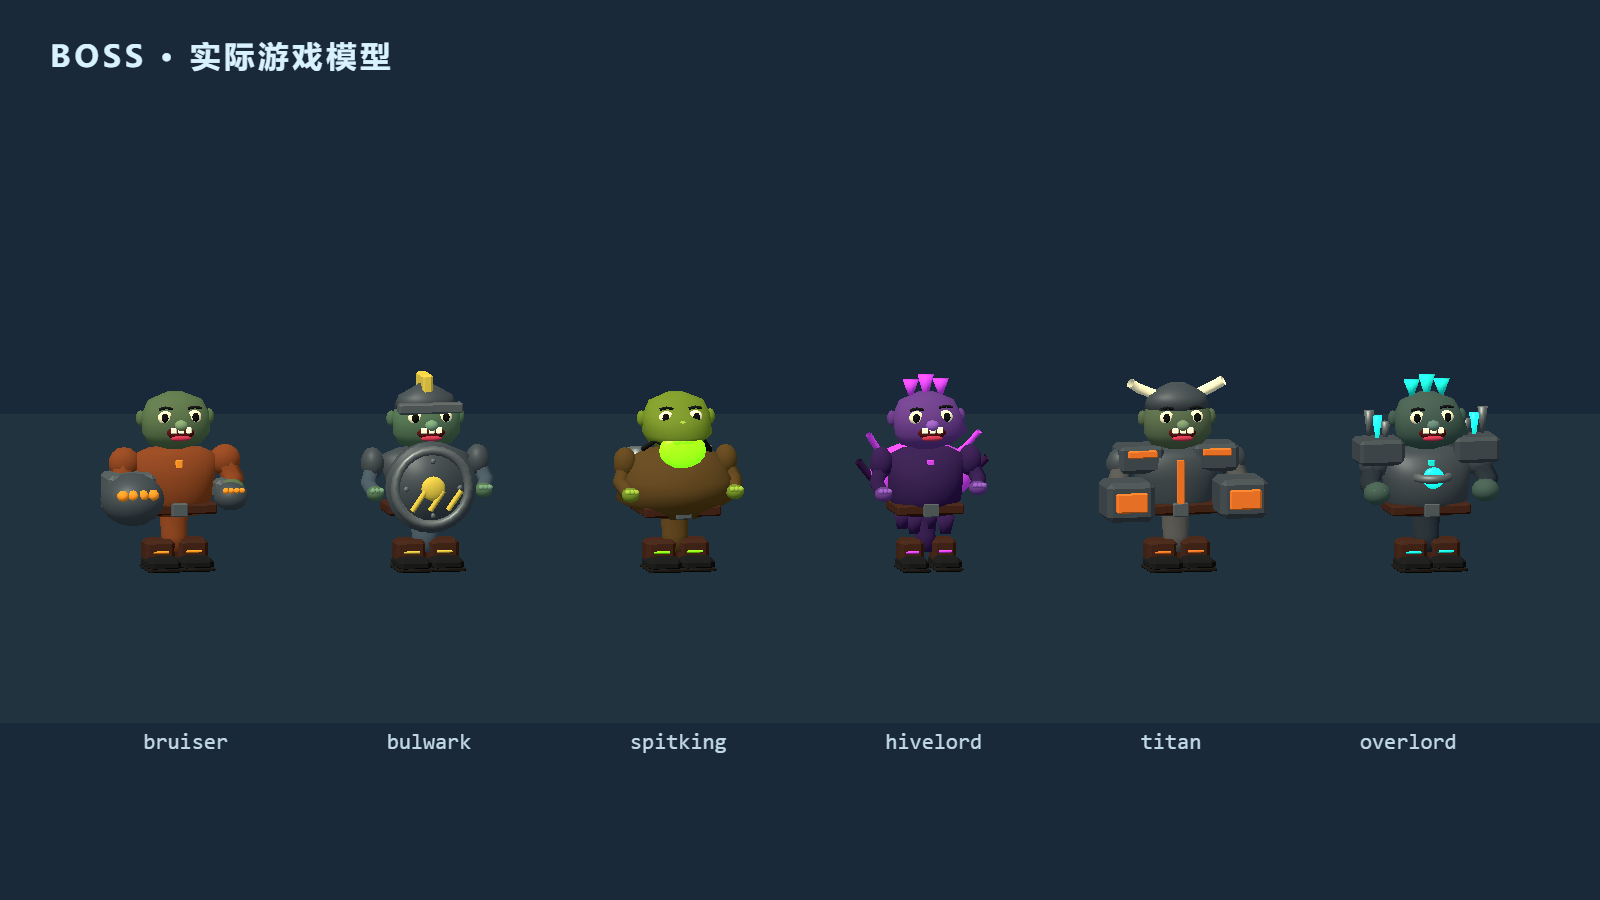 BOSS • 实际游戏模型
bruiser
bulwark
spitking
hivelord
titan
overlord